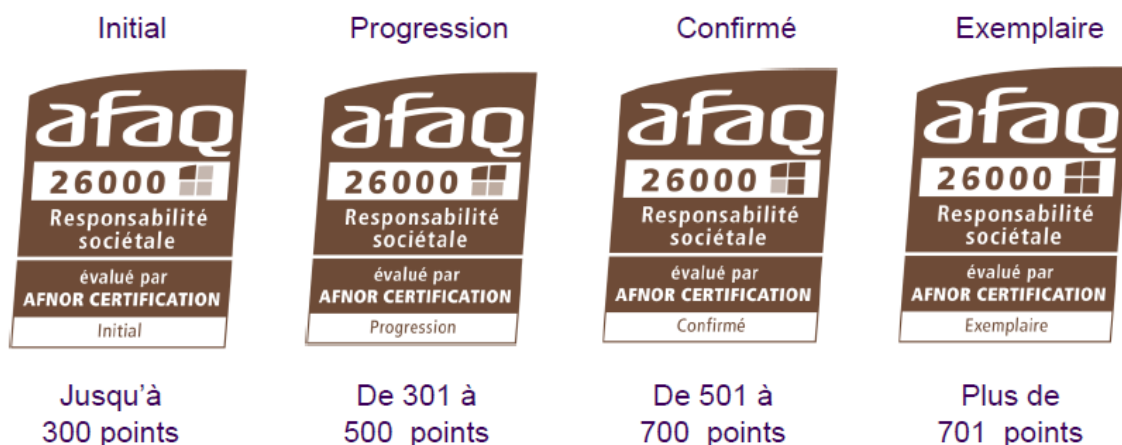 Initial
Progression
Confirmé
Exemplaire
afaq
26000
Responsabilité
sociétale
évalué par
AFNOR CERTIFICATION
Initial
afaq
26000
Responsabilité
sociétale
évalué par
AFNOR CERTIFICATION
Progression
afaq
26000
Responsabilité
sociétale
évalué par
AFNOR CERTIFICATION
Confirmé
afaq
26000
Responsabilité
sociétale
évalué par
AFNOR CERTIFICATION
Exemplaire
Jusqu'à
300 points
De 301 à
500 points
De 501 à
700 points
Plus de
701 points